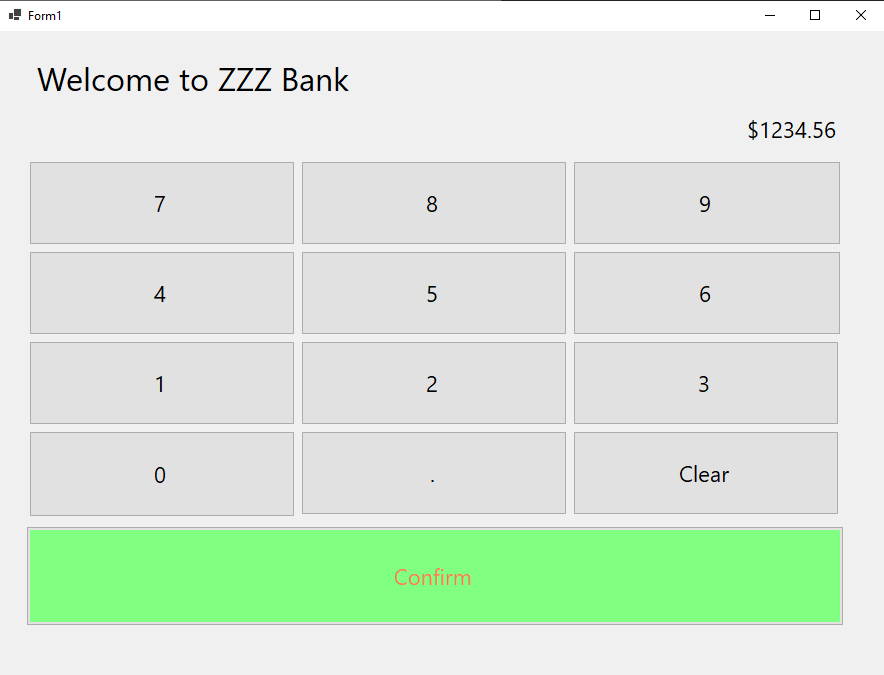 Form1
Welcome to ZZZ Bank
$1234.56
7 8 9
4 5 6
1 2 3
0 . Clear
Confirm